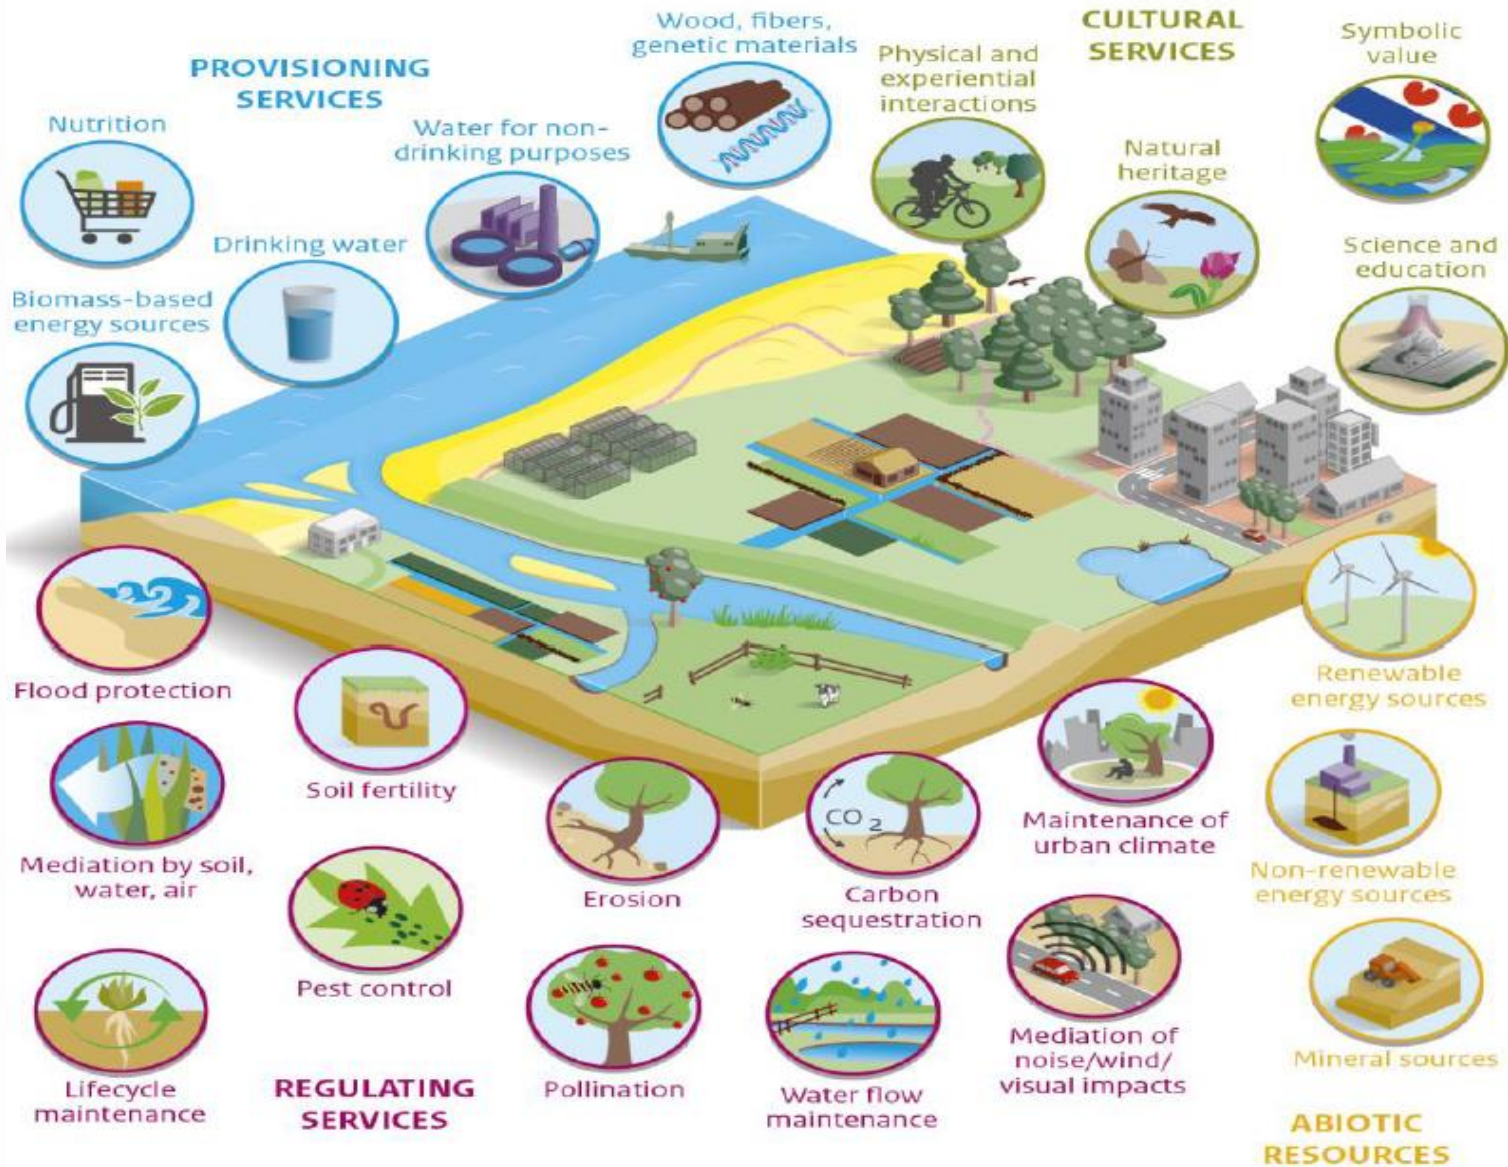 PROVISIONING
SERVICES
Nutrition
Drinking water
Biomass-based
energy sources
Water for non-
drinking purposes
Wood, fibers,
genetic materials
CULTURAL
SERVICES
Physical and
experiential
interactions
Natural
heritage
Symbolic
value
Science and
education
Flood protection
Mediation by soil,
water, air
Lifecycle
maintenance
Soil fertility
Pest control
REGULATING
SERVICES
Erosion
Pollination
CO2
Carbon
sequestration
Water flow
maintenance
Maintenance of
urban climate
Mediation of
noise/wind/
visual impacts
Renewable
energy sources
Non-renewable
energy sources
Mineral sources
ABIOTIC
RESOURCES